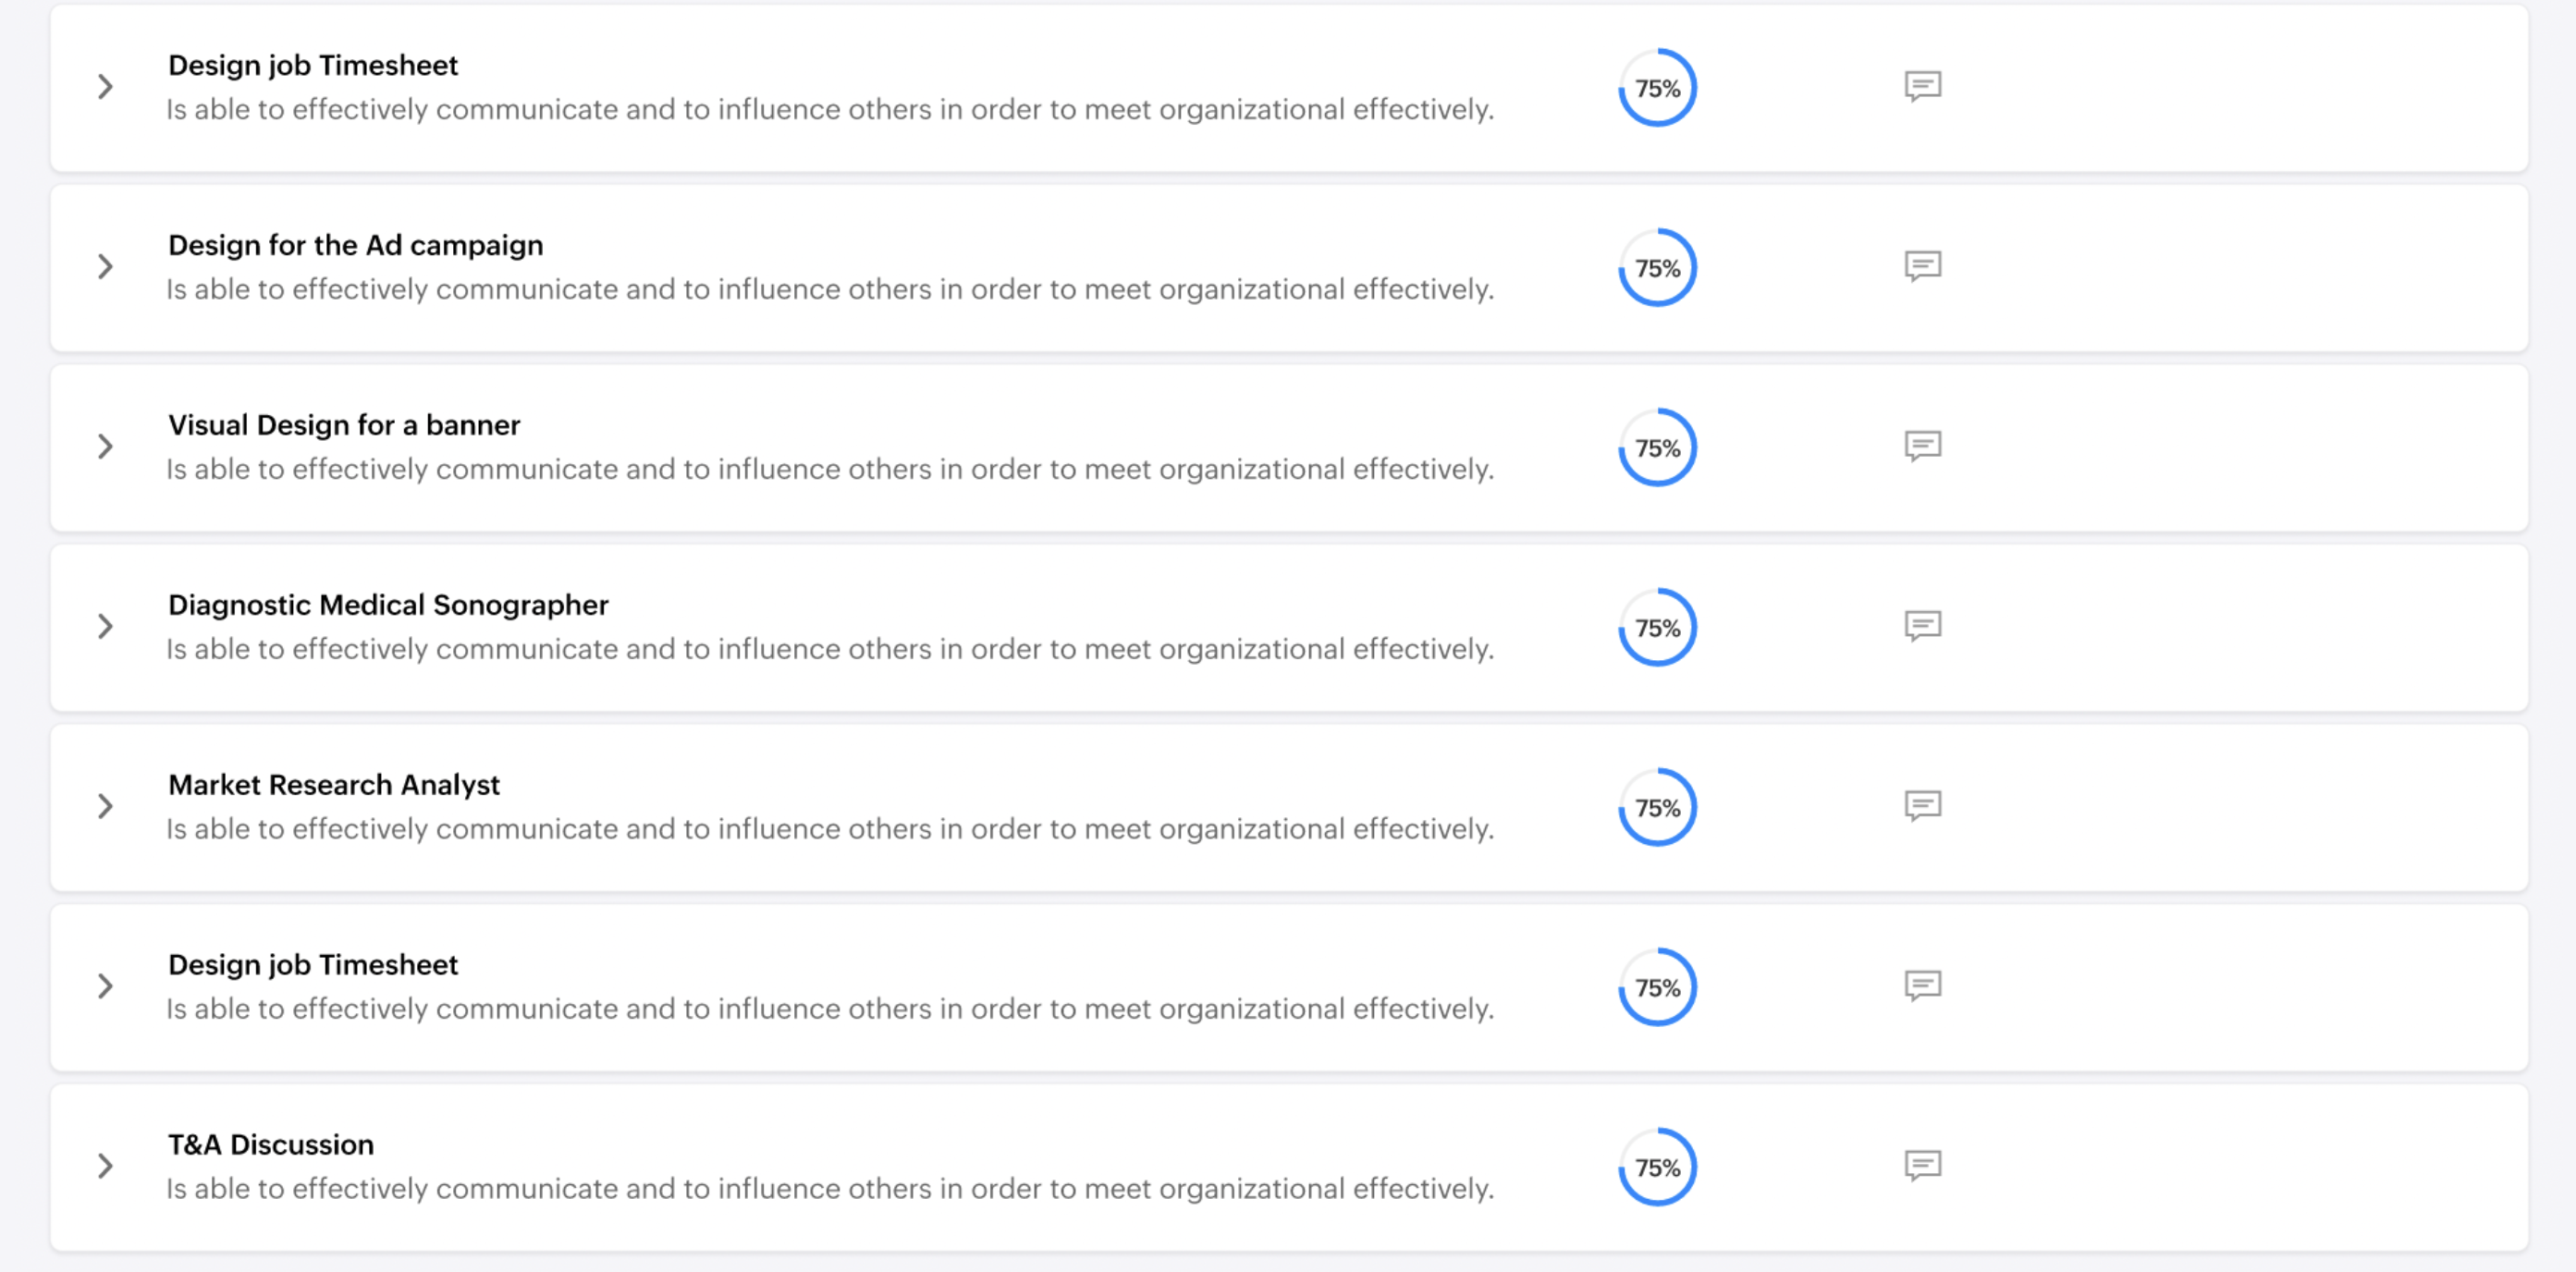 Design job Timesheet
Is able to effectively communicate and to influence others in order to meet organizational effectively.
75%
Design for the Ad campaign
Is able to effectively communicate and to influence others in order to meet organizational effectively.
75%
Visual Design for a banner
Is able to effectively communicate and to influence others in order to meet organizational effectively.
75%
Diagnostic Medical Sonographer
Is able to effectively communicate and to influence others in order to meet organizational effectively.
75%
Market Research Analyst
Is able to effectively communicate and to influence others in order to meet organizational effectively.
75%
Design job Timesheet
Is able to effectively communicate and to influence others in order to meet organizational effectively.
75%
T&A Discussion
Is able to effectively communicate and to influence others in order to meet organizational effectively.
75%